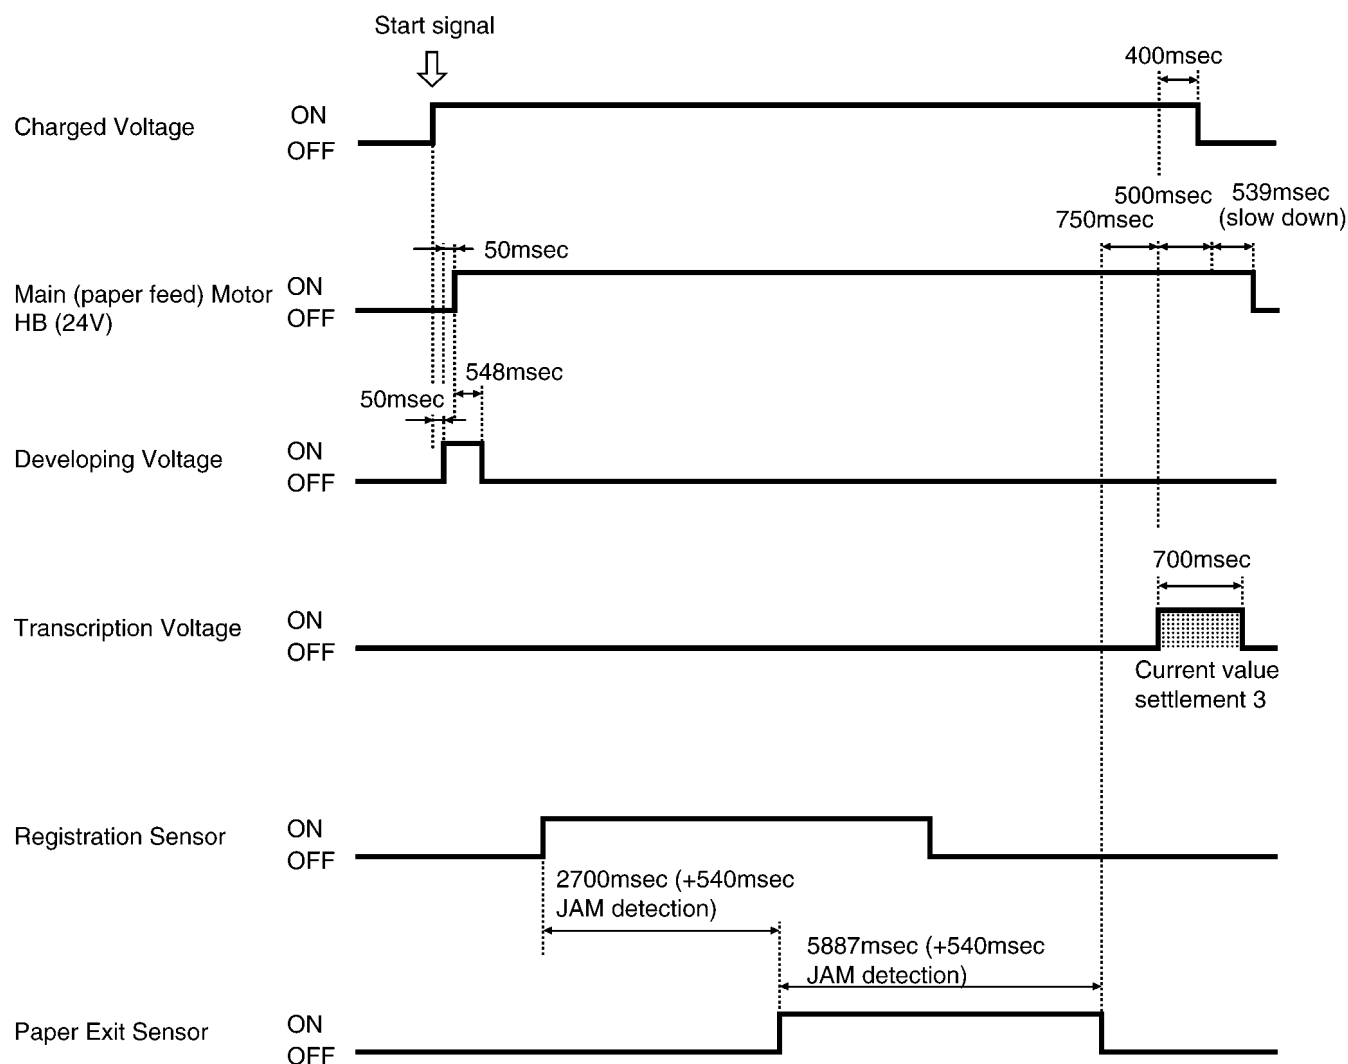 Start signal
400msec
Charged Voltage
ON
OFF
500msec
539msec
(slow down)
750msec
50msec
Main (paper feed) Motor
HB (24V)
ON
OFF
548msec
50msec
Developing Voltage
ON
OFF
700msec
Transcription Voltage
ON
OFF
Current value
settlement 3
Registration Sensor
ON
OFF
2700msec (+540msec
JAM detection)
5887msec (+540msec
JAM detection)
Paper Exit Sensor
ON
OFF